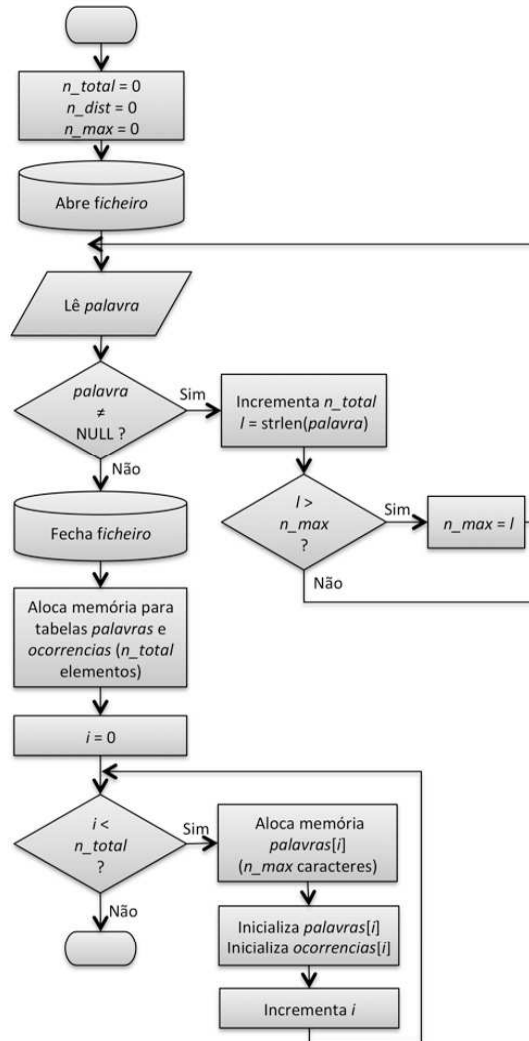 n_total = 0
n_dist = 0
n_max = 0
Abre ficheiro
Lê palavra
palavra
≠
NULL ?
Sim
Incrementa n_total
l = strlen(palavra)
Não
l >
n_max
?
Sim
n_max = l
Não
Fecha ficheiro
Aloca memória para
tabelas palavras e
ocorrencias (n_total
elementos)
i = 0
i <
n_total
?
Sim
Aloca memória
palavras[i]
(n_max caracteres)
Não
Inicializa palavras[i]
Inicializa ocorrencias[i]
Incrementa i